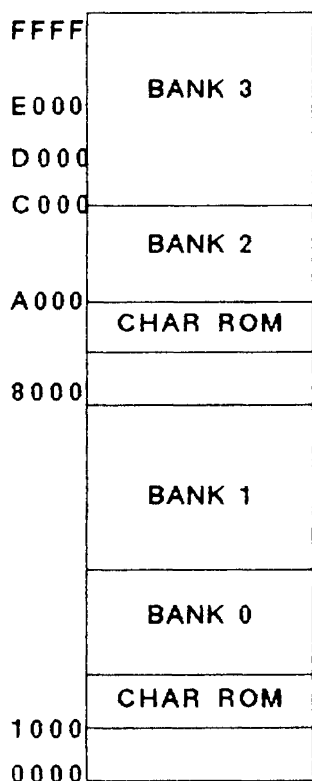 FFFF
BANK 3
E000
D000
C000
BANK 2
A000
CHAR ROM
8000
BANK 1
BANK 0
CHAR ROM
1000
0000